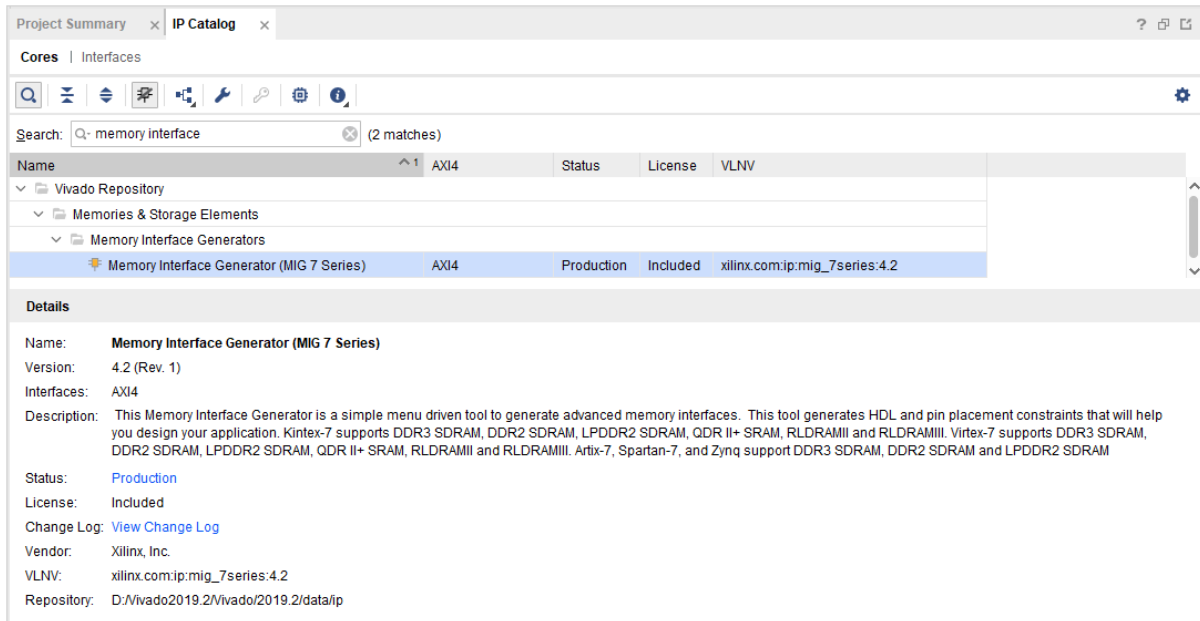 Project Summary × IP Catalog × ?
Cores | Interfaces
Search: memory interface (2 matches)
Name 1 AXI4 Status License VLNV
Vivado Repository
Memories & Storage Elements
Memory Interface Generators
Memory Interface Generator (MIG 7 Series) AXI4 Production Included xilinx.com:ip:mig_7series:4.2
Details
Name: Memory Interface Generator (MIG 7 Series)
Version: 4.2 (Rev. 1)
Interfaces: AXI4
Description: This Memory Interface Generator is a simple menu driven tool to generate advanced memory interfaces. This tool generates HDL and pin placement constraints that will help
you design your application. Kintex-7 supports DDR3 SDRAM, DDR2 SDRAM, LPDDR2 SDRAM, QDR II+ SRAM, RLDRAMII and RLDRAMIII. Virtex-7 supports DDR3 SDRAM,
DDR2 SDRAM, LPDDR2 SDRAM, QDR II+ SRAM, RLDRAMII and RLDRAMIII. Artix-7, Spartan-7, and Zynq support DDR3 SDRAM, DDR2 SDRAM and LPDDR2 SDRAM
Status: Production
License: Included
Change Log: View Change Log
Vendor: Xilinx, Inc.
VLNV: xilinx.com:ip:mig_7series:4.2
Repository: D:/Vivado2019.2/Vivado/2019.2/data/ip